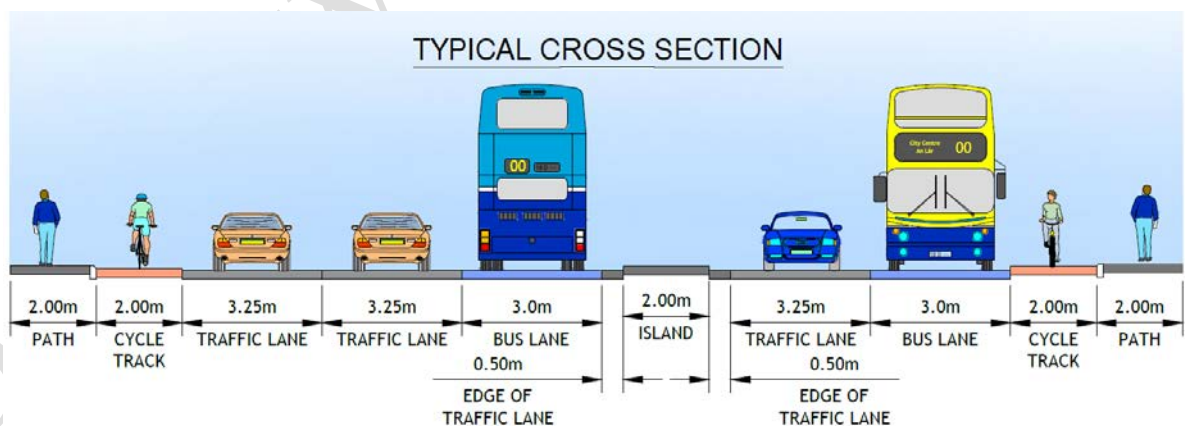 TYPICAL CROSS SECTION
00
City Centre
An Lár
00
2.00m
2.00m
3.25m
3.25m
3.0m
2.00m
3.25m
3.0m
2.00m
2.00m
PATH
CYCLE
TRACK
TRAFFIC LANE
TRAFFIC LANE
BUS LANE
ISLAND
TRAFFIC LANE
BUS LANE
CYCLE
TRACK
PATH
0.50m
EDGE OF
TRAFFIC LANE
0.50m
EDGE OF
TRAFFIC LANE